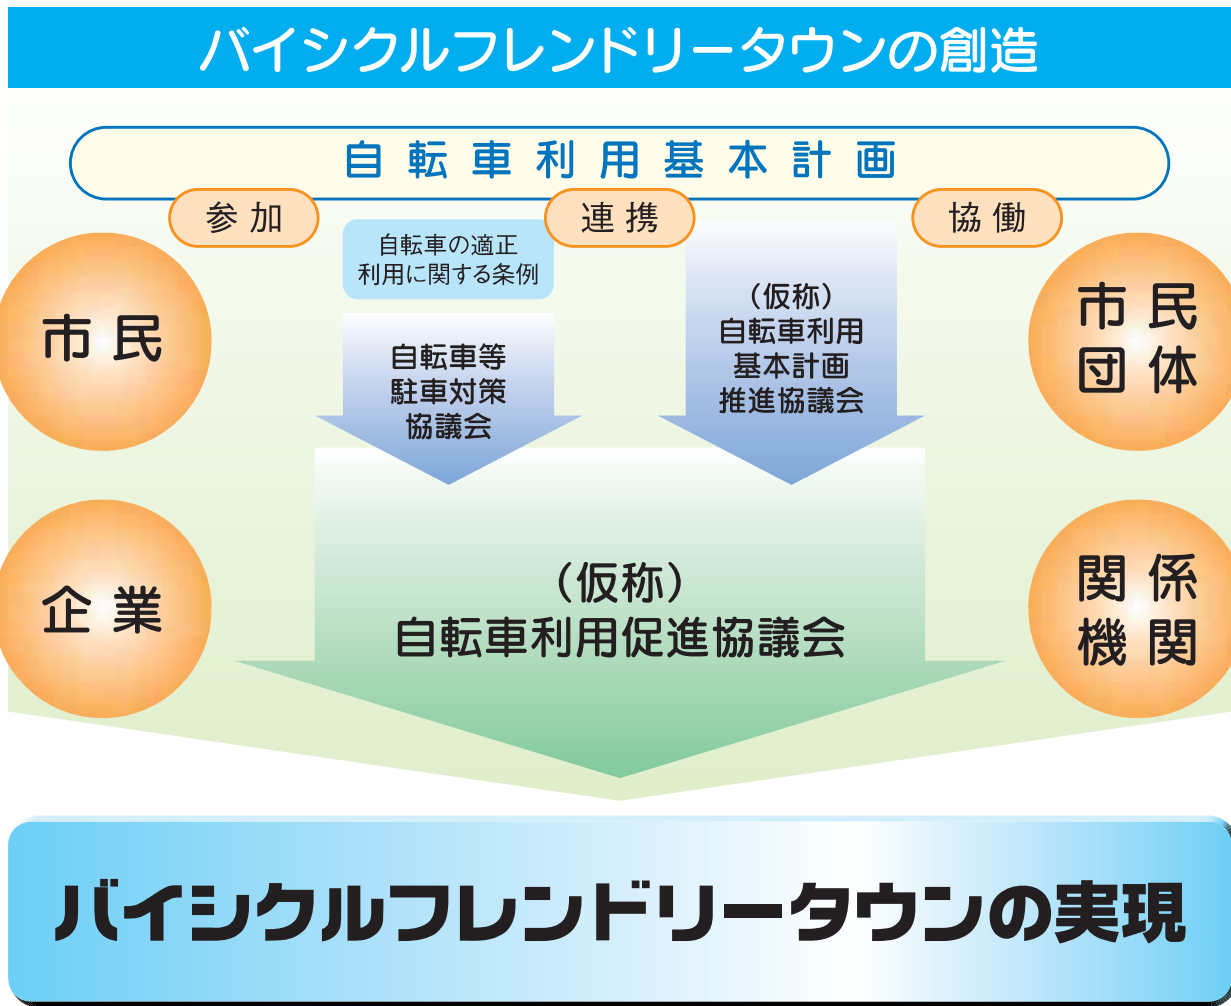 バイシクルフレンドリータウンの創造
自転車利用基本計画
参加
連携
協働
自転車の適正
利用に関する条例
市民
自転車等
駐車対策
協議会
（仮称）
自転車利用
基本計画
推進協議会
市民
団体
企業
（仮称）
自転車利用促進協議会
関係
機関
バイシクルフレンドリータウンの実現